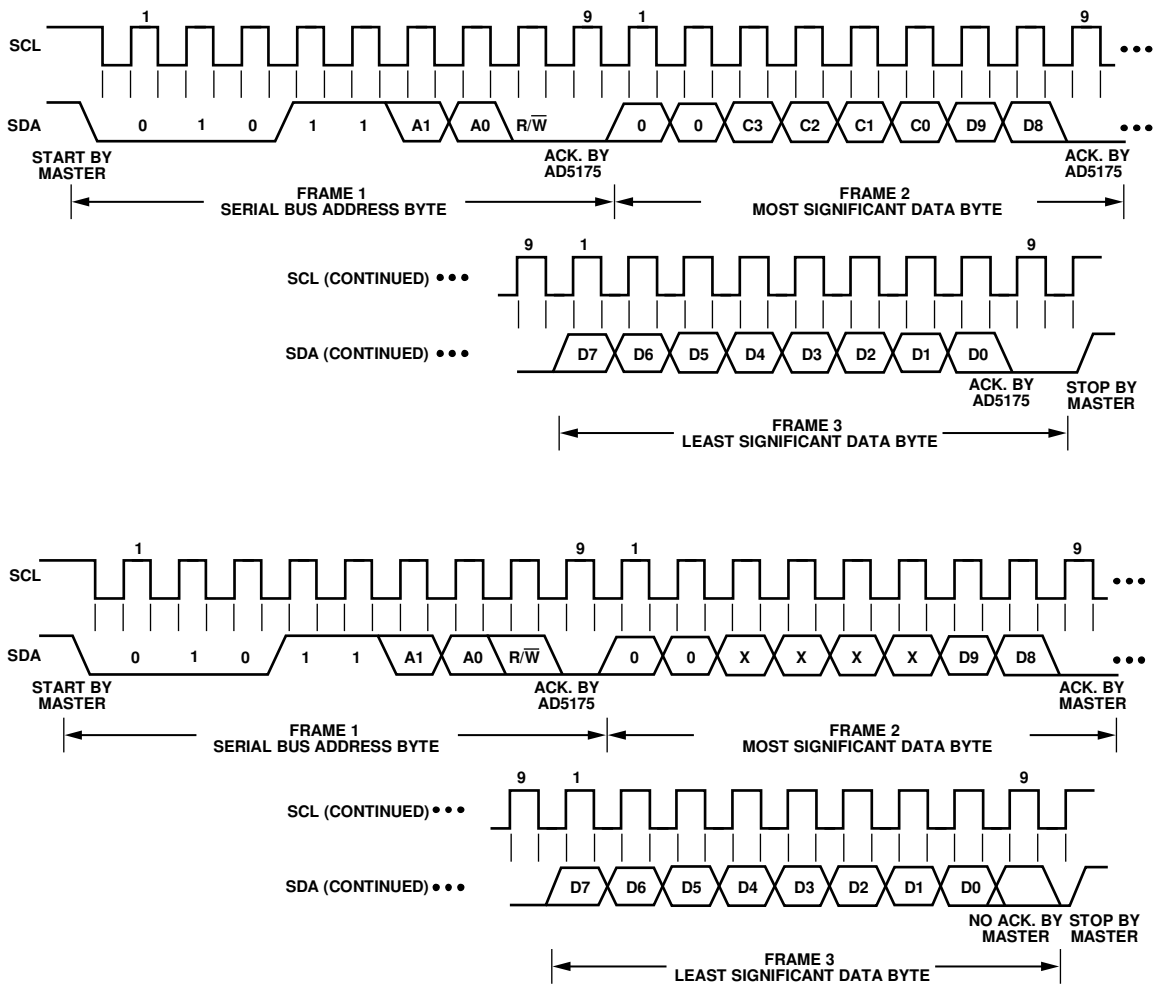 1 9 1 9
SCL
SDA 0 1 0 1 1 A1 A0 R/W̅ 0 0 C3 C2 C1 C0 D9 D8
START BY MASTER
ACK. BY AD5175
ACK. BY AD5175
FRAME 1
SERIAL BUS ADDRESS BYTE
FRAME 2
MOST SIGNIFICANT DATA BYTE
9 1 9
SCL (CONTINUED)
SDA (CONTINUED) D7 D6 D5 D4 D3 D2 D1 D0
ACK. BY AD5175
STOP BY MASTER
FRAME 3
LEAST SIGNIFICANT DATA BYTE
1 9 1 9
SCL
SDA 0 1 0 1 1 A1 A0 R/W̅ 0 0 X X X X D9 D8
START BY MASTER
ACK. BY AD5175
ACK. BY MASTER
FRAME 1
SERIAL BUS ADDRESS BYTE
FRAME 2
MOST SIGNIFICANT DATA BYTE
9 1 9
SCL (CONTINUED)
SDA (CONTINUED) D7 D6 D5 D4 D3 D2 D1 D0
NO ACK. BY MASTER
STOP BY MASTER
FRAME 3
LEAST SIGNIFICANT DATA BYTE